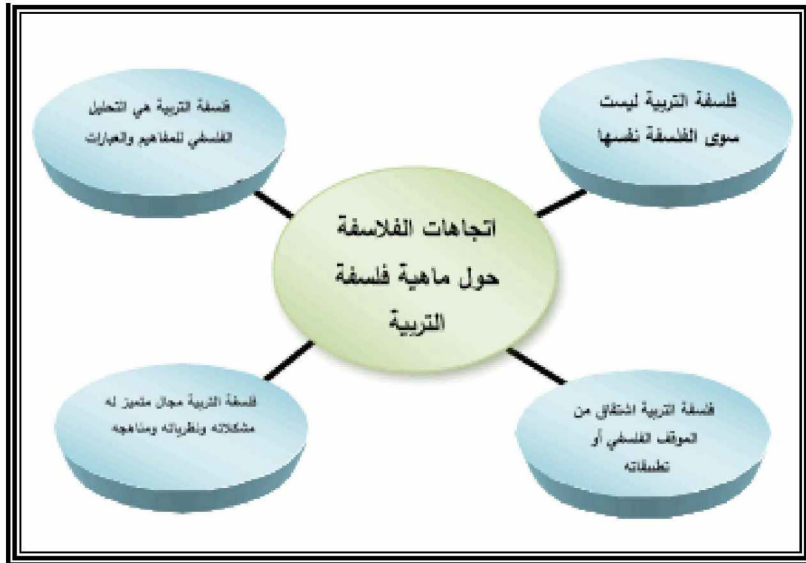 اتجاهات الفلاسفة
حول ماهية فلسفة
التربية
فلسفة التربية ليست
سوى الفلسفة نفسها
فلسفة التربية هي التحليل
الفلسفي للمفاهيم والعبارات
فلسفة التربية اشتقاق من
الموقف الفلسفي أو
تطبيقاته
فلسفة التربية مجال متميز له
مشكلاته ونظرياته ومناهجه